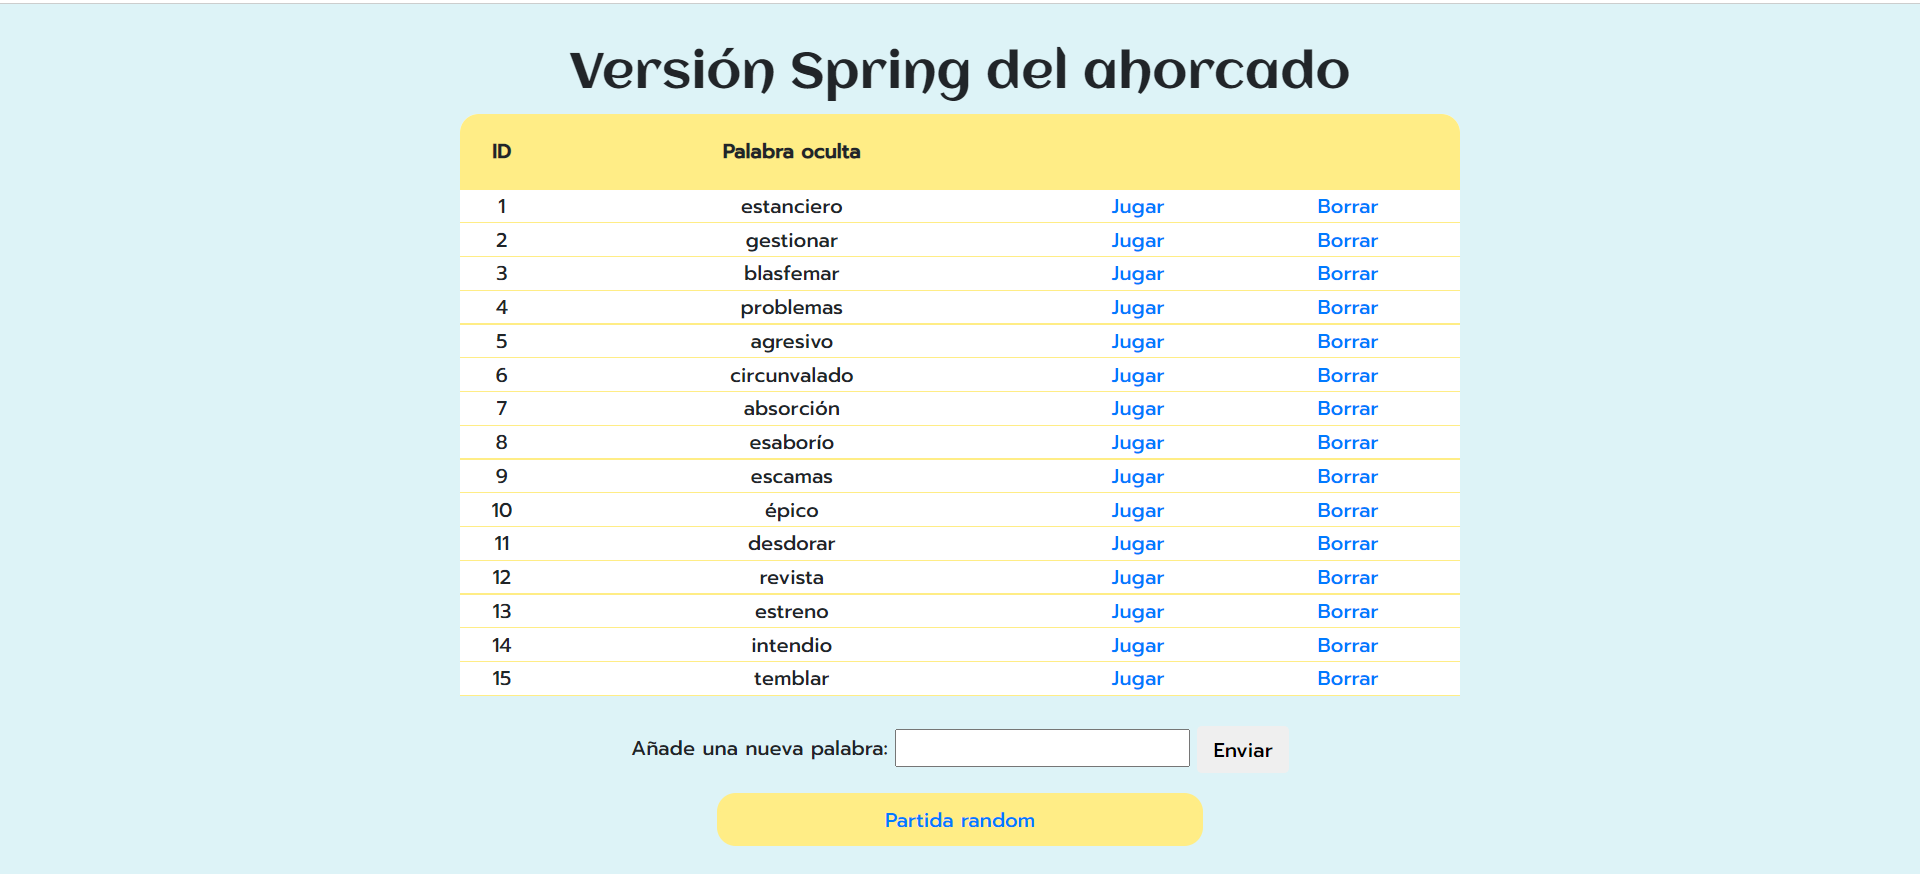 Versión Spring del ahorcado
ID Palabra oculta
1 estanciero Jugar Borrar
2 gestionar Jugar Borrar
3 blasfemar Jugar Borrar
4 problemas Jugar Borrar
5 agresivo Jugar Borrar
6 circunvalado Jugar Borrar
7 absorción Jugar Borrar
8 esaborío Jugar Borrar
9 escamas Jugar Borrar
10 épico Jugar Borrar
11 desdorar Jugar Borrar
12 revista Jugar Borrar
13 estreno Jugar Borrar
14 intendio Jugar Borrar
15 temblar Jugar Borrar
Añade una nueva palabra: Enviar
Partida random